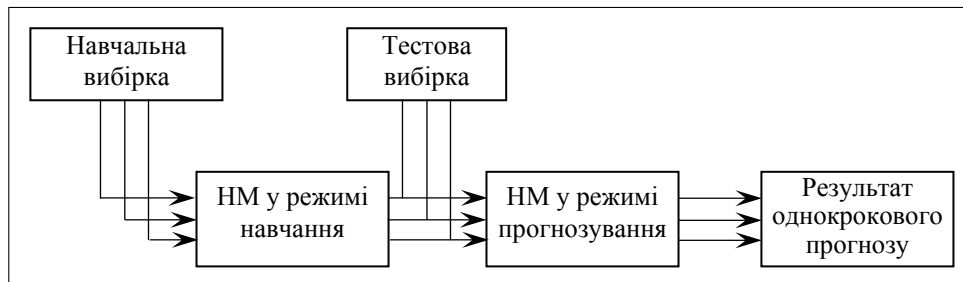 Навчальна
вибірка
Тестова
вибірка
НМ у режимі
навчання
НМ у режимі
прогнозування
Результат
однокрокового
прогнозу